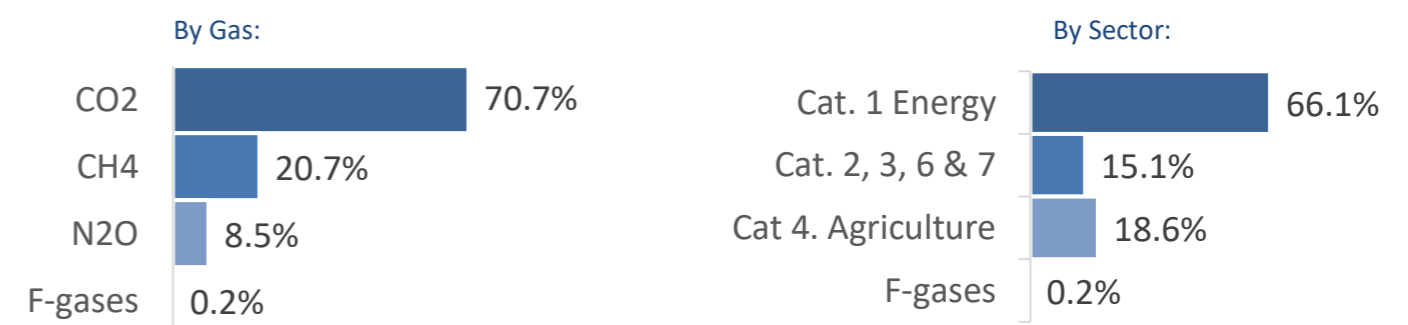 By Gas:
CO2 70.7%
CH4 20.7%
N2O 8.5%
F-gases 0.2%
By Sector:
Cat. 1 Energy 66.1%
Cat. 2, 3, 6 & 7 15.1%
Cat 4. Agriculture 18.6%
F-gases 0.2%